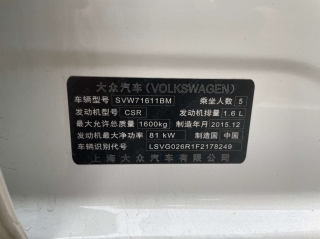 大众汽车(VOLKSWAGEN)
车辆型号 SVW71611BM 乘坐人数 5
发动机型号 CSR 发动机排量 1.6 L
最大允许总质量 1600kg 制造年月 2015.12
发动机最大净功率 81 kW 制造国 中国
车辆识别代号 LSVG026R1F2178249
上海大众汽车有限公司